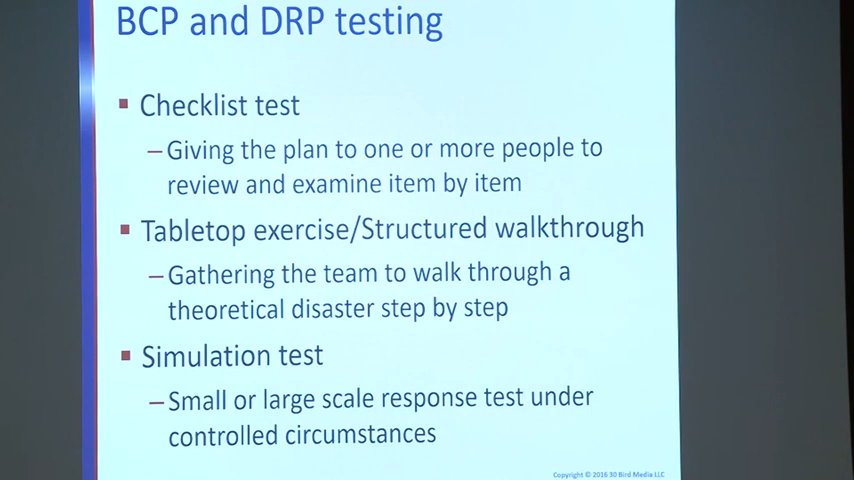 BCP and DRP testing
▪ Checklist test
– Giving the plan to one or more people to
review and examine item by item
▪ Tabletop exercise/Structured walkthrough
– Gathering the team to walk through a
theoretical disaster step by step
▪ Simulation test
– Small or large scale response test under
controlled circumstances
Copyright © 2016 30 Bird Media LLC